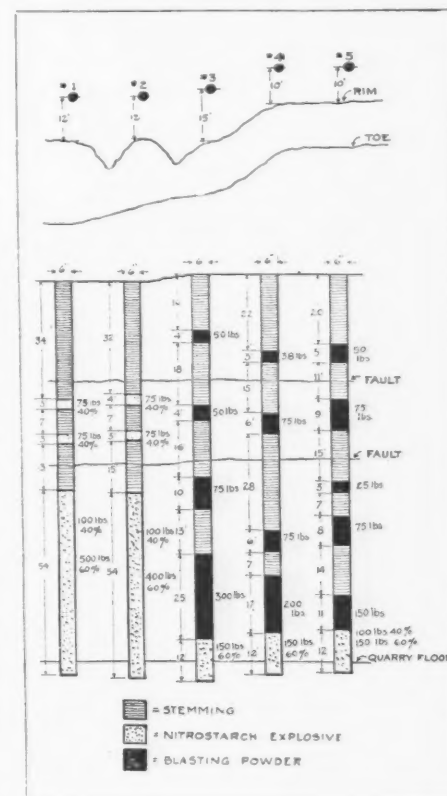 #1
#2
#3
#4
#5
12'
12'
15'
10'
10'
RIM
TOE
6"
6"
6"
6"
6"
34
7
3
54
75 lbs
40%
75 lbs
40%
100 lbs
40%
500 lbs
60%
32
4
7
3
15
54
75 lbs
40%
75 lbs
40%
100 lbs
40%
400 lbs
60%
4
18
4
16
10
25
12
50 lbs
50 lbs
75 lbs
300 lbs
150 lbs
60%
22
15
6
28
6
7
17
12
38 lbs
75 lbs
75 lbs
200
lbs
150 lbs
60%
20
5
11
9
15
3
7
8
14
11
12
50
lbs
75
lbs
25 lbs
75 lbs
150 lbs
100 lbs 40%
150 lbs 60%
FAULT
FAULT
QUARRY FLOOR
= STEMMING
= NITROSTARCH EXPLOSIVE
= BLASTING POWDER